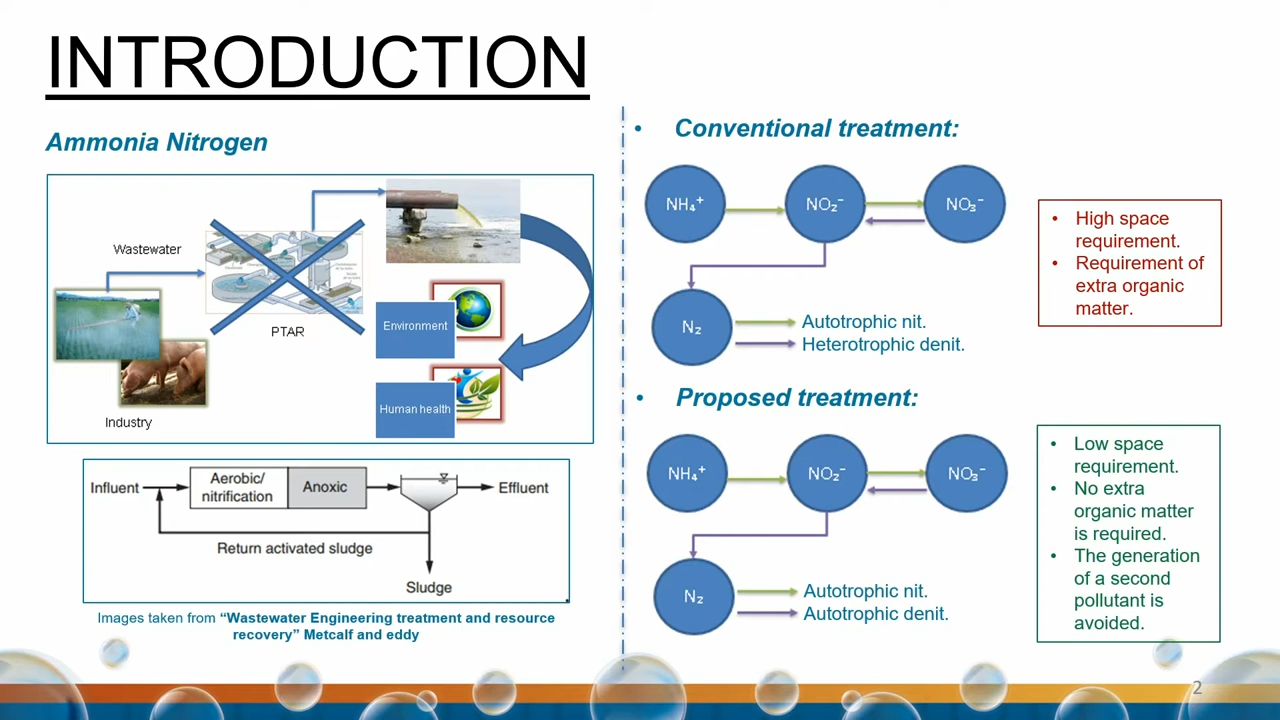 INTRODUCTION
Ammonia Nitrogen
Wastewater
PTAR
Industry
Environment
Human health
Influent
Aerobic/
nitrification
Anoxic
Effluent
Return activated sludge
Sludge
Images taken from “Wastewater Engineering treatment and resource
recovery” Metcalf and eddy
• Conventional treatment:
NH₄⁺
NO₂⁻
NO₃⁻
N₂
Autotrophic nit.
Heterotrophic denit.
• High space
requirement.
• Requirement of
extra organic
matter.
• Proposed treatment:
NH₄⁺
NO₂⁻
NO₃⁻
N₂
Autotrophic nit.
Autotrophic denit.
• Low space
requirement.
• No extra
organic matter
is required.
• The generation
of a second
pollutant is
avoided.
2